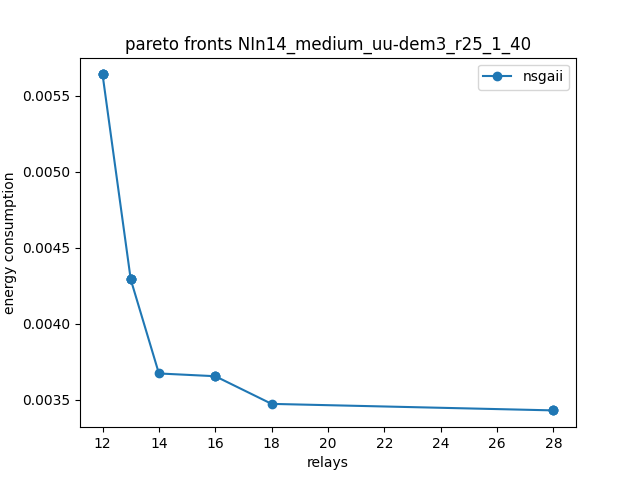 pareto fronts NIn14_medium_uu-dem3_r25_1_40
nsgaii
energy consumption
0.0055
0.0050
0.0045
0.0040
0.0035
12 14 16 18 20 22 24 26 28
relays